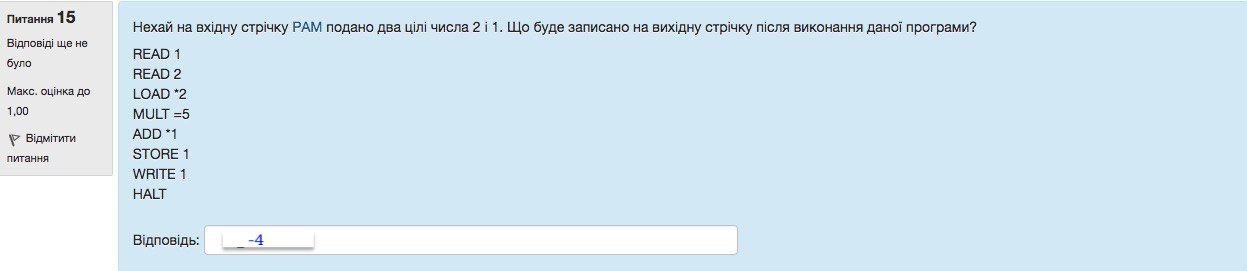 Питання 15
Відповіді ще не
було
Макс. оцінка до
1,00
Відмітити
питання
Нехай на вхідну стрічку РАМ подано два цілі числа 2 і 1. Що буде записано на вихідну стрічку після виконання даної програми?
READ 1
READ 2
LOAD *2
MULT =5
ADD *1
STORE 1
WRITE 1
HALT
Відповідь: _ -4